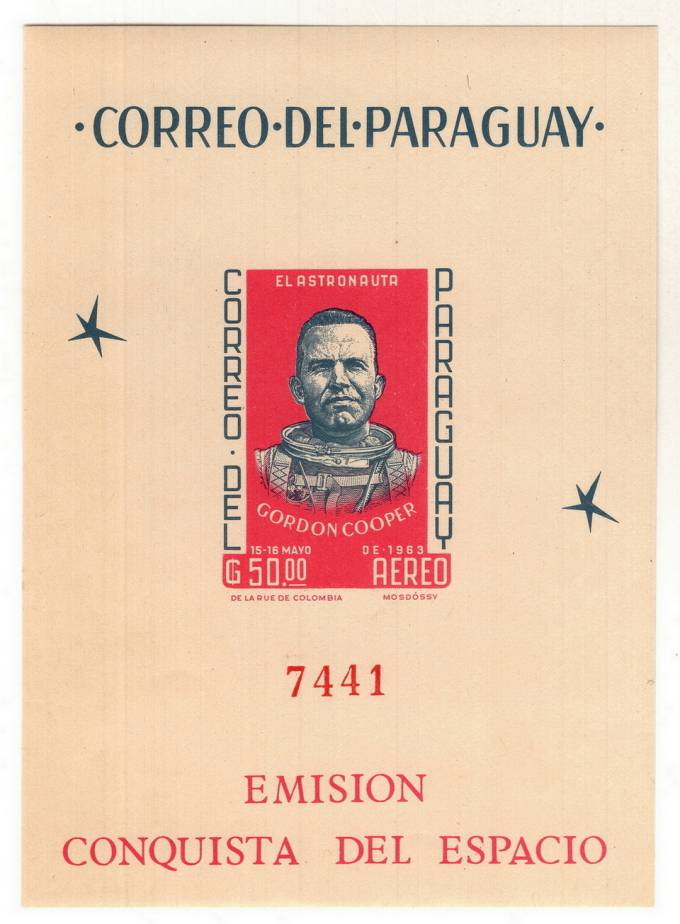 ·CORREO·DEL·PARAGUAY·
EL ASTRONAUTA
CORREO·DEL
PARAGUAY
GORDON COOPER
15-16 MAYO DE·1963
₲ 50.00 AEREO
DE LA RUE DE COLOMBIA MOSDÓSSY
7441
EMISION
CONQUISTA DEL ESPACIO